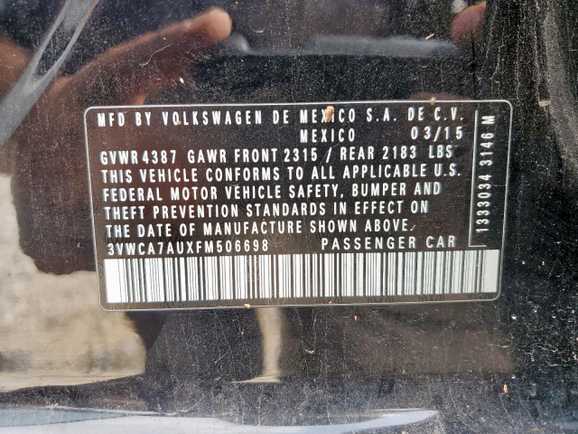 MFD BY VOLKSWAGEN DE MEXICO S.A. DE C.V.
MEXICO 03/15
GVWR 4387 GAWR FRONT 2315 / REAR 2183 LBS
THIS VEHICLE CONFORMS TO ALL APPLICABLE U.S.
FEDERAL MOTOR VEHICLE SAFETY, BUMPER AND
THEFT PREVENTION STANDARDS IN EFFECT ON
THE DATE OF MANUFACTURE SHOWN ABOVE.
3VWCA7AUXFM506698 PASSENGER CAR
1333034 3146 M